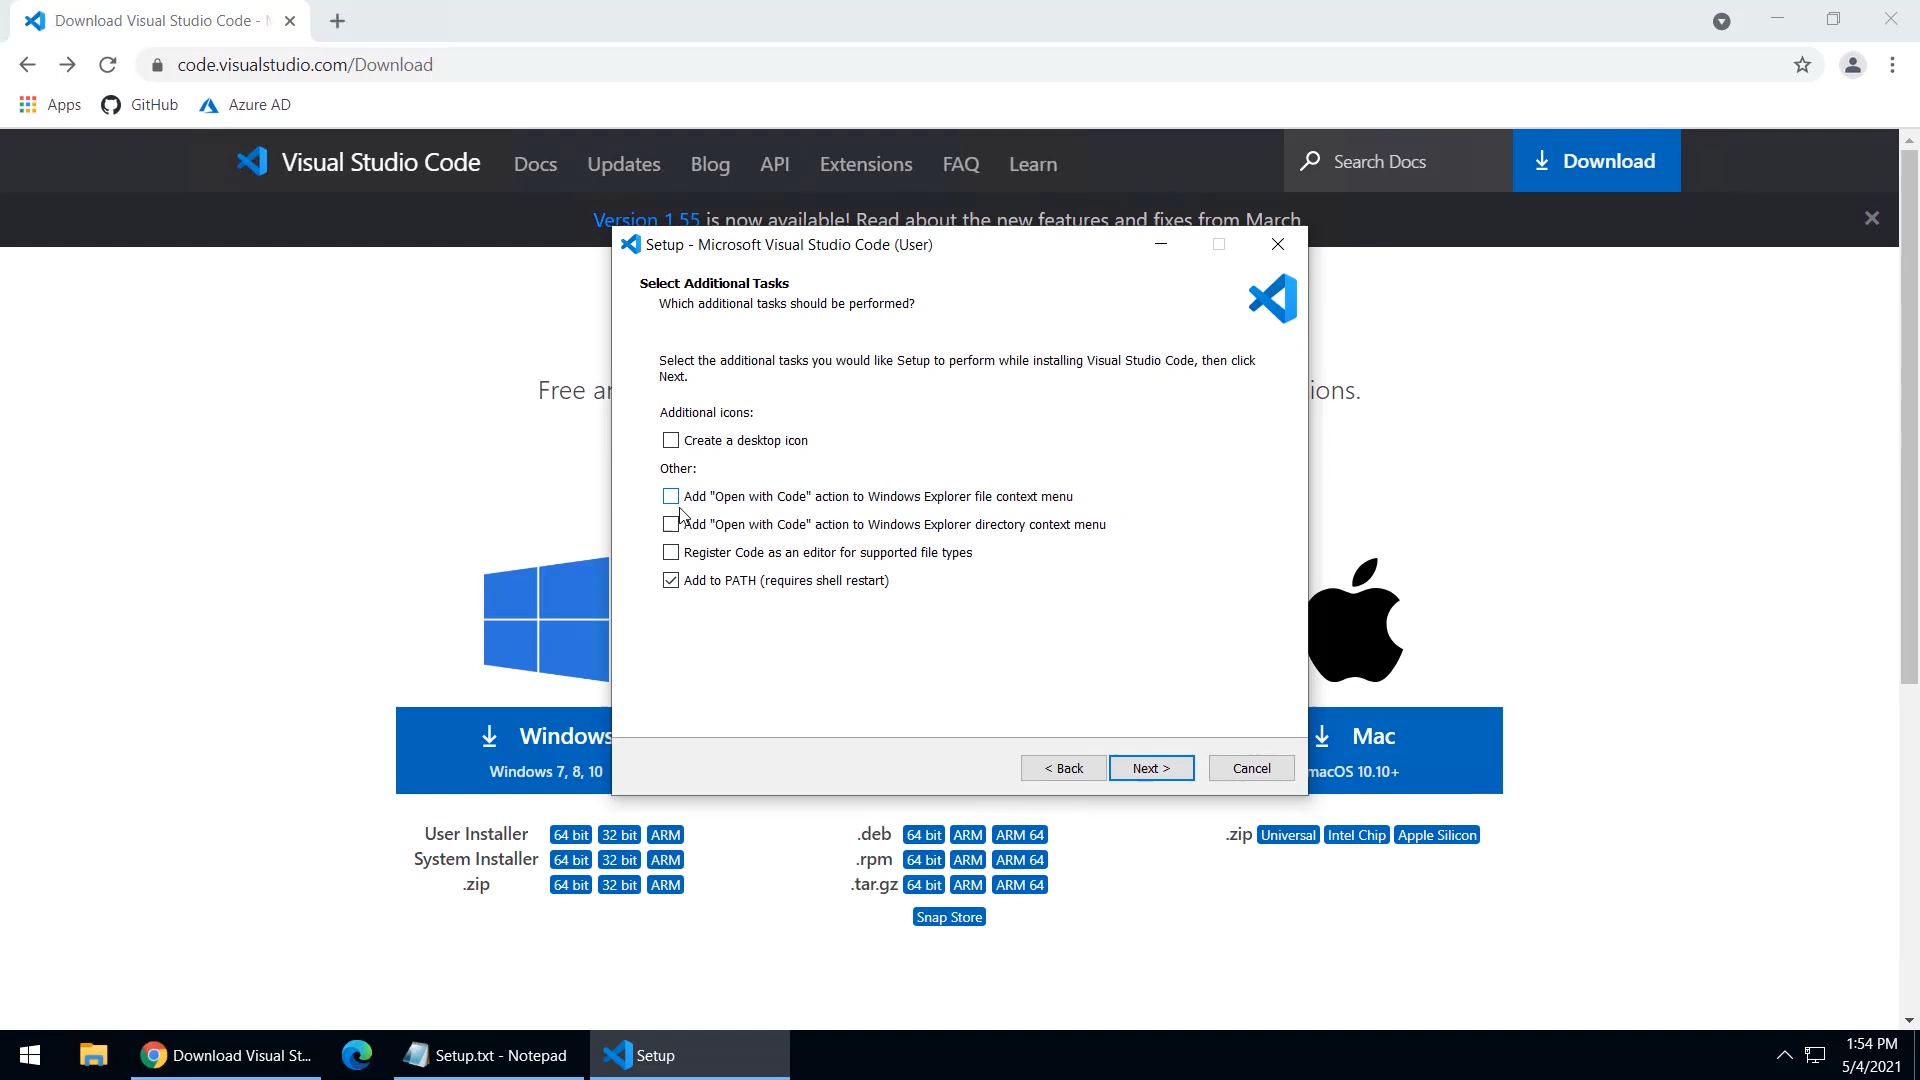 Download Visual Studio Code -
code.visualstudio.com/Download
Apps GitHub Azure AD
Visual Studio Code Docs Updates Blog API Extensions FAQ Learn Search Docs Download
Version 1.55 is now available! Read about the new features and fixes from March.
Setup - Microsoft Visual Studio Code (User)
Select Additional Tasks
Which additional tasks should be performed?
Select the additional tasks you would like Setup to perform while installing Visual Studio Code, then click
Next.
Free ar
ions.
Additional icons:
Create a desktop icon
Other:
Add "Open with Code" action to Windows Explorer file context menu
Add "Open with Code" action to Windows Explorer directory context menu
Register Code as an editor for supported file types
Add to PATH (requires shell restart)
< Back Next > Cancel
Windows
Windows 7, 8, 10
Mac
macOS 10.10+
User Installer 64 bit 32 bit ARM
System Installer 64 bit 32 bit ARM
.zip 64 bit 32 bit ARM
.deb 64 bit ARM ARM 64
.rpm 64 bit ARM ARM 64
.tar.gz 64 bit ARM ARM 64
Snap Store
.zip Universal Intel Chip Apple Silicon
Download Visual St... Setup.txt - Notepad Setup
1:54 PM
5/4/2021